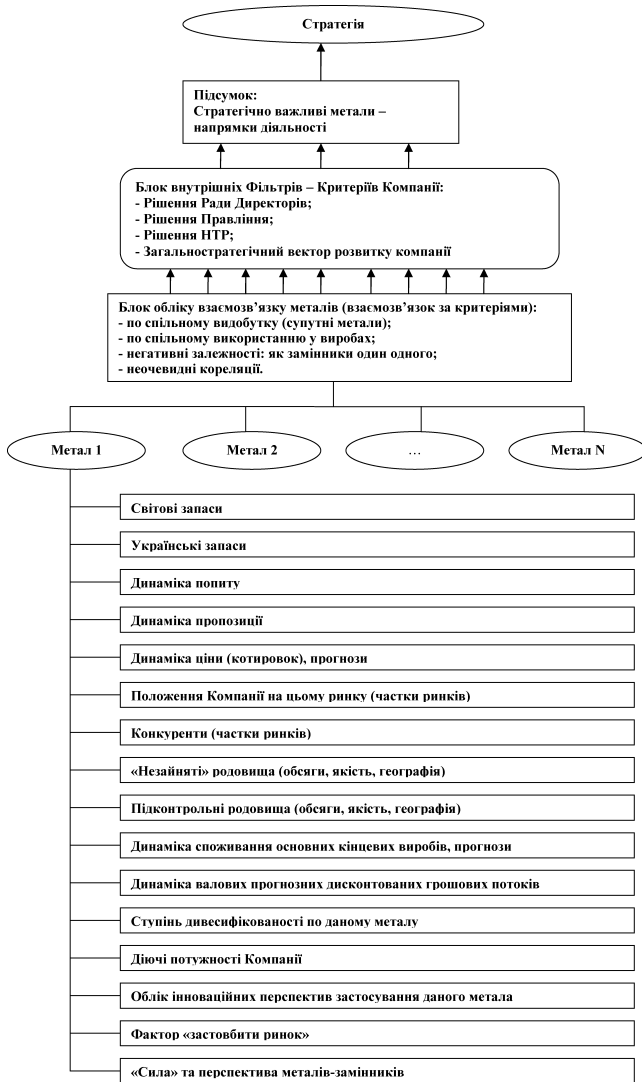 Стратегія
Підсумок:
Стратегічно важливі метали –
напрямки діяльності
Блок внутрішніх Фільтрів – Критеріїв Компанії:
- Рішення Ради Директорів;
- Рішення Правління;
- Рішення НТР;
- Загальностратегічний вектор розвитку компанії
Блок обліку взаємозв’язку металів (взаємозв’язок за критеріями):
- по спільному видобутку (супутні метали);
- по спільному використанню у виробах;
- негативні залежності: як замінники один одного;
- неочевидні кореляції.
Метал 1
Метал 2
...
Метал N
Світові запаси
Українські запаси
Динаміка попиту
Динаміка пропозиції
Динаміка ціни (котировок), прогнози
Положення Компанії на цьому ринку (частки ринків)
Конкуренти (частки ринків)
«Незайняті» родовища (обсяги, якість, географія)
Підконтрольні родовища (обсяги, якість, географія)
Динаміка споживання основних кінцевих виробів, прогнози
Динаміка валових прогнозних дисконтованих грошових потоків
Ступінь дивесифікованості по даному металу
Діючі потужності Компанії
Облік інноваційних перспектив застосування даного метала
Фактор «застовбити ринок»
«Сила» та перспектива металів-замінників